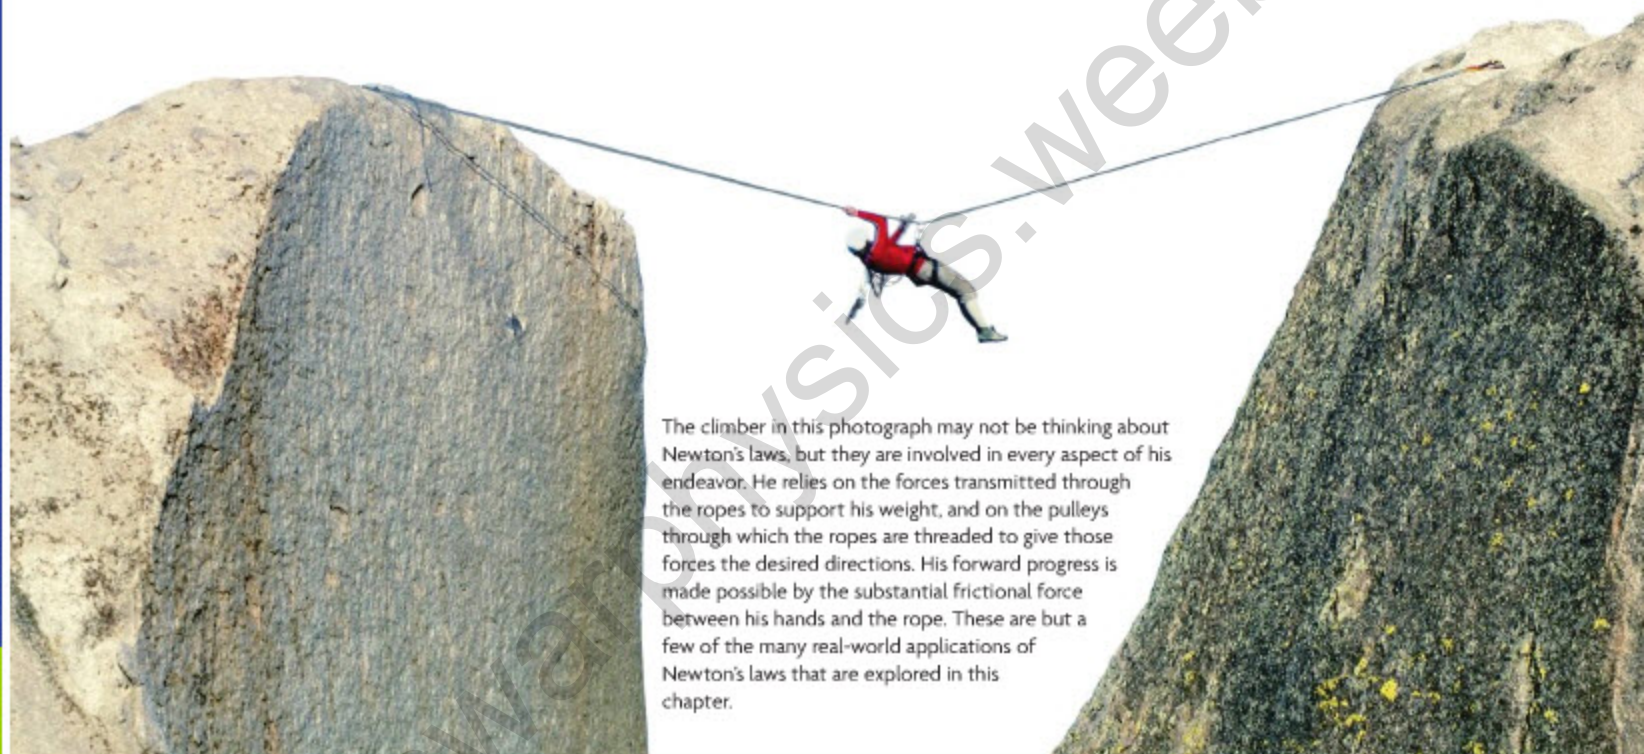 The climber in this photograph may not be thinking about
Newton's laws, but they are involved in every aspect of his
endeavor. He relies on the forces transmitted through
the ropes to support his weight, and on the pulleys
through which the ropes are threaded to give those
forces the desired directions. His forward progress is
made possible by the substantial frictional force
between his hands and the rope. These are but a
few of the many real-world applications of
Newton's laws that are explored in this
chapter.